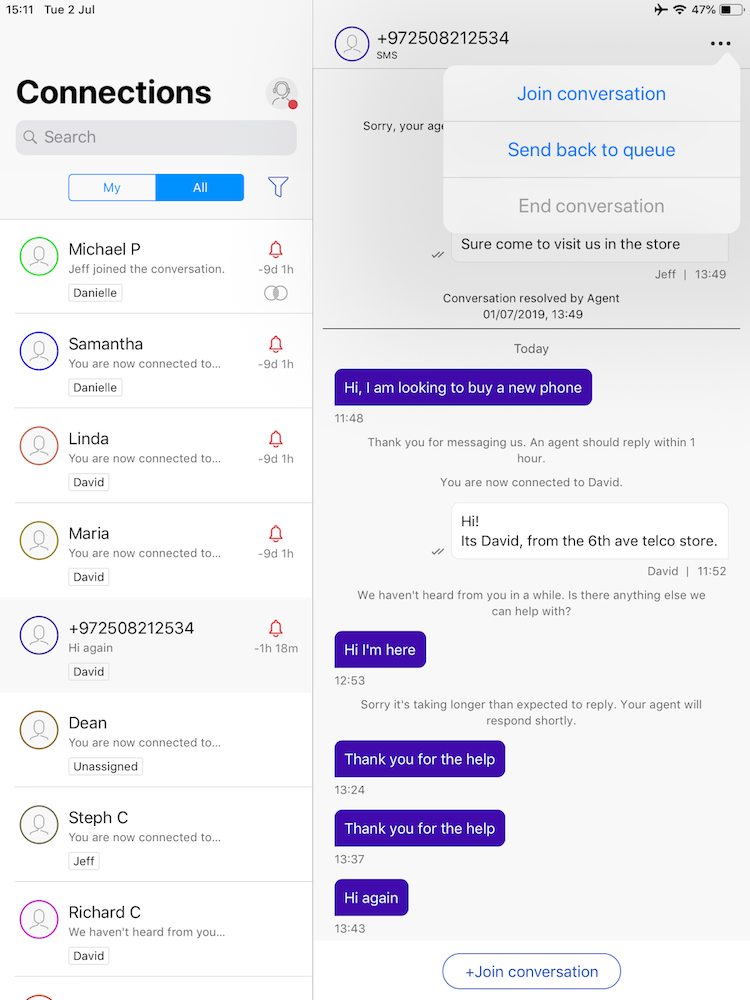 15:11 Tue 2 Jul
47%
Connections
Search
My
All
Michael P
Jeff joined the conversation.
-9d 1h
Danielle
Samantha
You are now connected to...
-9d 1h
Danielle
Linda
You are now connected to...
-9d 1h
David
Maria
You are now connected to...
-9d 1h
David
+972508212534
Hi again
-1h 18m
David
Dean
You are now connected to...
Unassigned
Steph C
You are now connected to...
Jeff
Richard C
We haven't heard from you...
David
+972508212534
SMS
Join conversation
Send back to queue
End conversation
Sorry, your age
Sure come to visit us in the store
Jeff | 13:49
Conversation resolved by Agent
01/07/2019, 13:49
Today
Hi, I am looking to buy a new phone
11:48
Thank you for messaging us. An agent should reply within 1
hour.
You are now connected to David.
Hi!
Its David, from the 6th ave telco store.
David | 11:52
We haven't heard from you in a while. Is there anything else we
can help with?
Hi I'm here
12:53
Sorry it's taking longer than expected to reply. Your agent will
respond shortly.
Thank you for the help
13:24
Thank you for the help
13:37
Hi again
13:43
+Join conversation